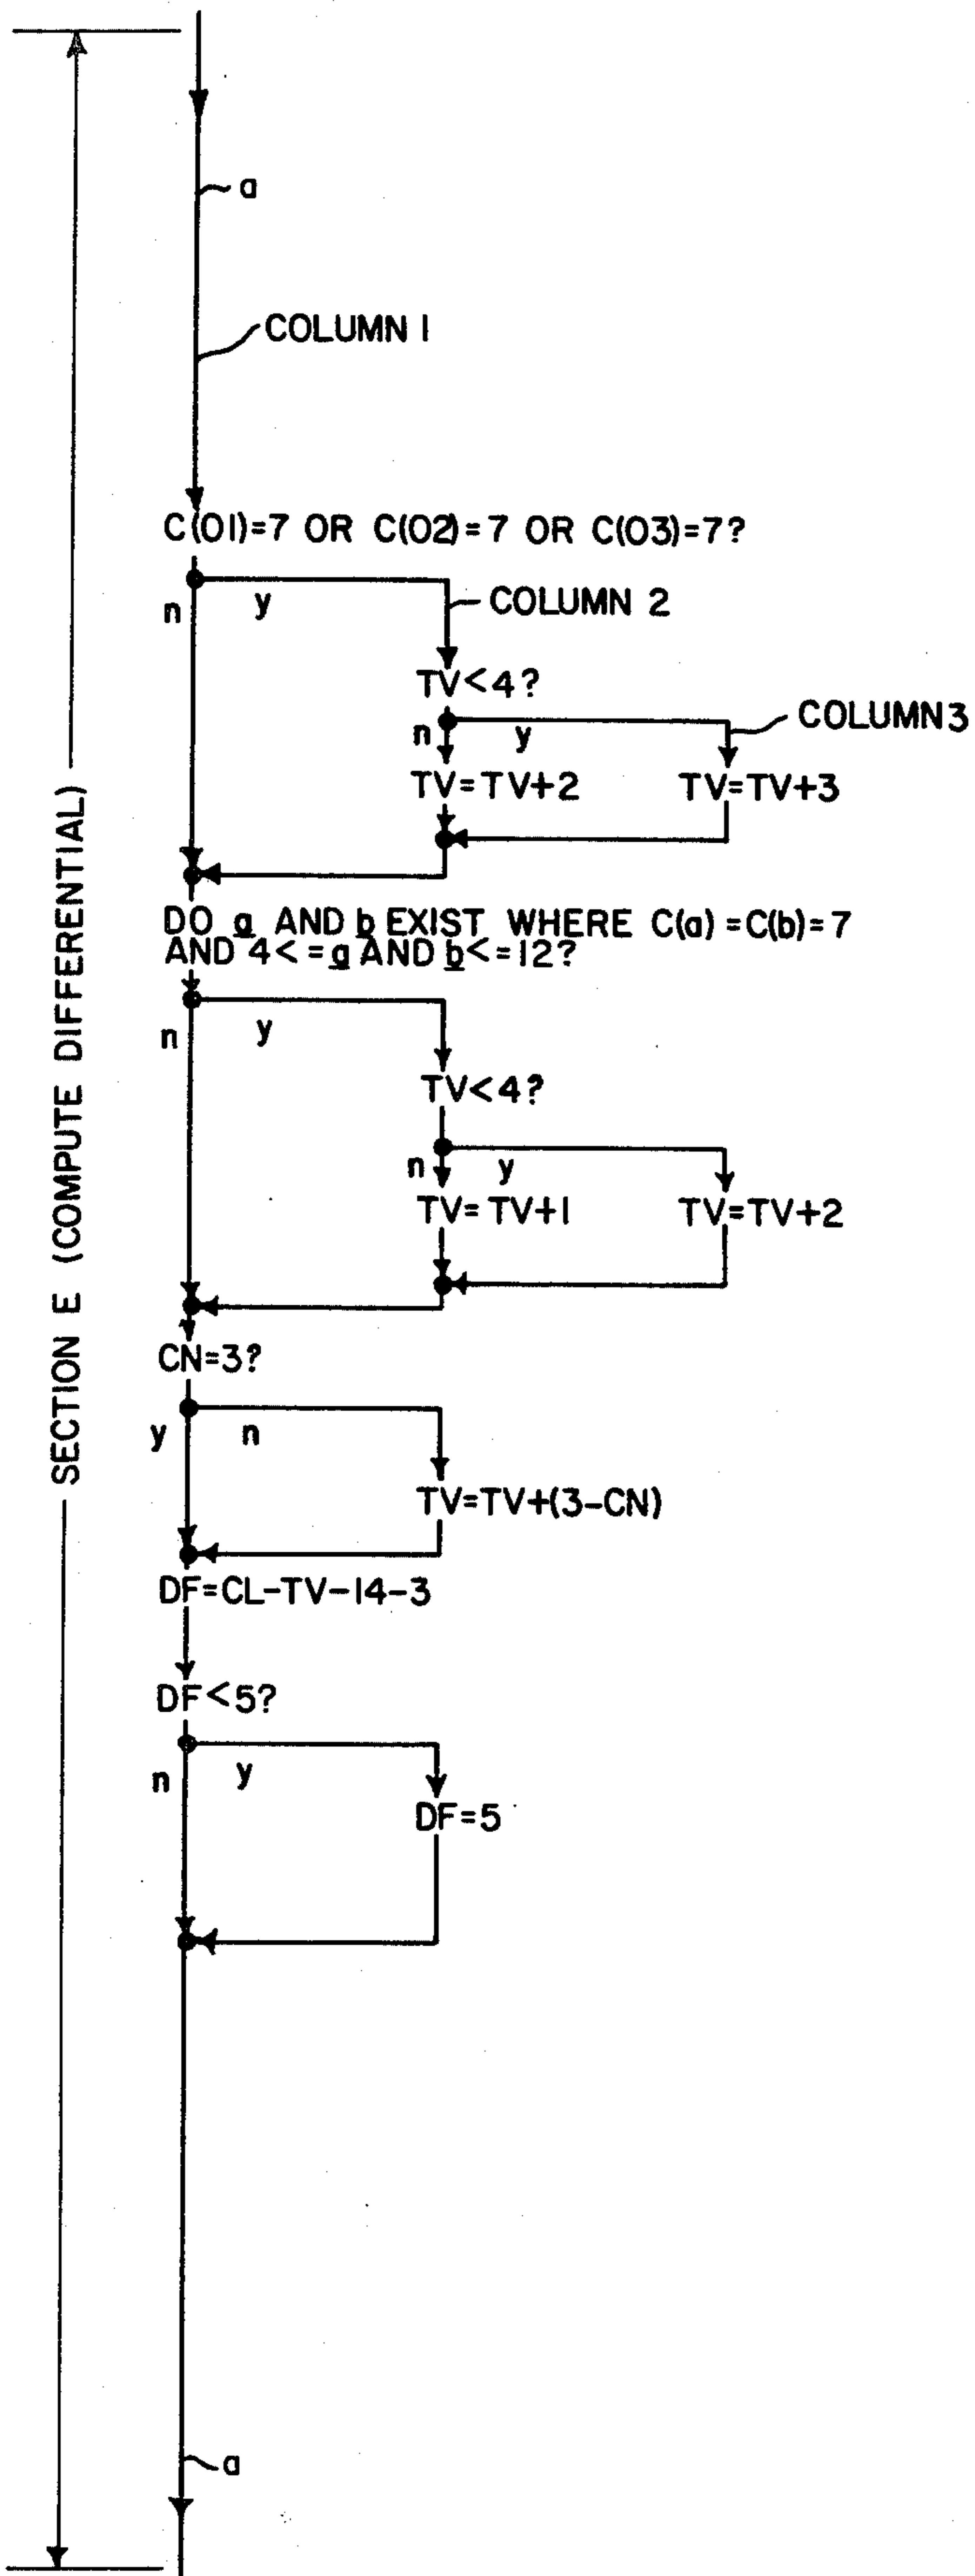 a
COLUMN 1
C(01)=7 OR C(02)=7 OR C(03)=7?
n y
COLUMN 2
TV<4?
COLUMN3
n y
TV=TV+2 TV=TV+3
DO a AND b EXIST WHERE C(a)=C(b)=7
AND 4<=a AND b<=12?
n y
TV<4?
n y
TV=TV+1 TV=TV+2
CN=3?
y n
TV=TV+(3-CN)
DF=CL-TV-14-3
DF<5?
n y
DF=5
a
SECTION E (COMPUTE DIFFERENTIAL)